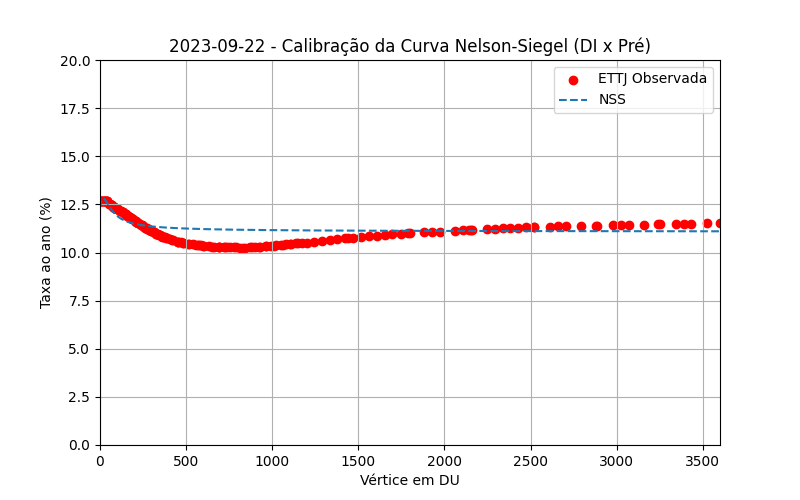 2023-09-22 - Calibração da Curva Nelson-Siegel (DI x Pré)
20.0
17.5
15.0
12.5
10.0
7.5
5.0
2.5
0.0
Taxa ao ano (%)
ETTJ Observada
NSS
0 500 1000 1500 2000 2500 3000 3500
Vértice em DU